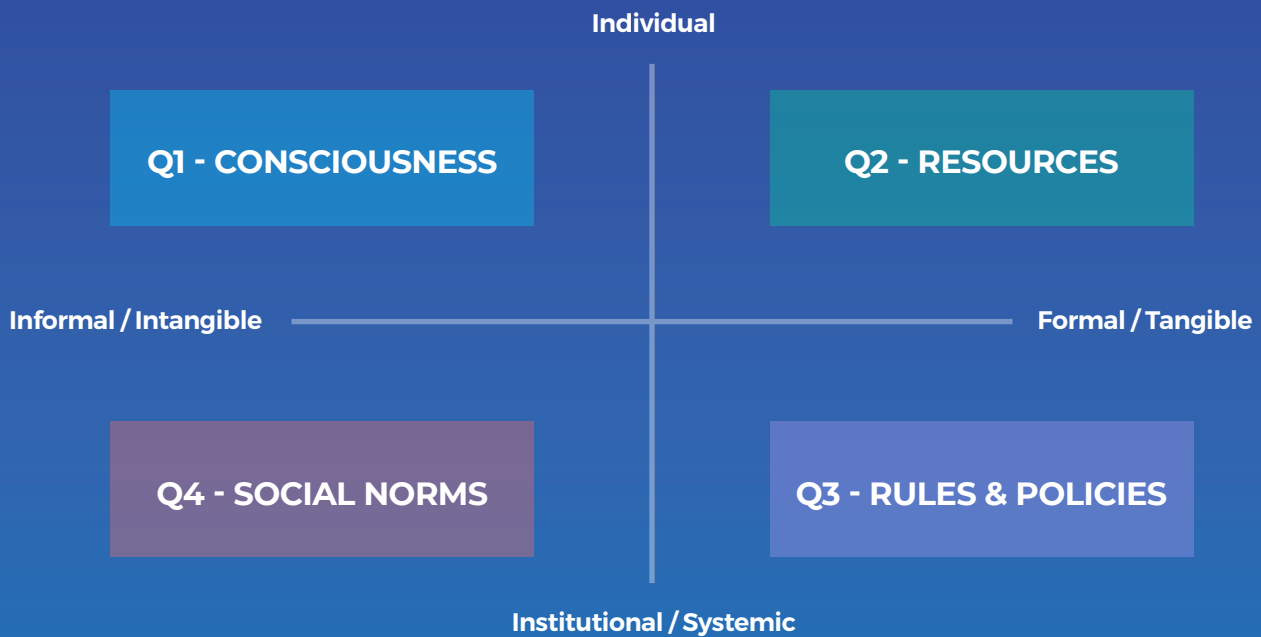 Individual
Q1 - CONSCIOUSNESS
Q2 - RESOURCES
Informal / Intangible
Formal / Tangible
Q4 - SOCIAL NORMS
Q3 - RULES & POLICIES
Institutional / Systemic